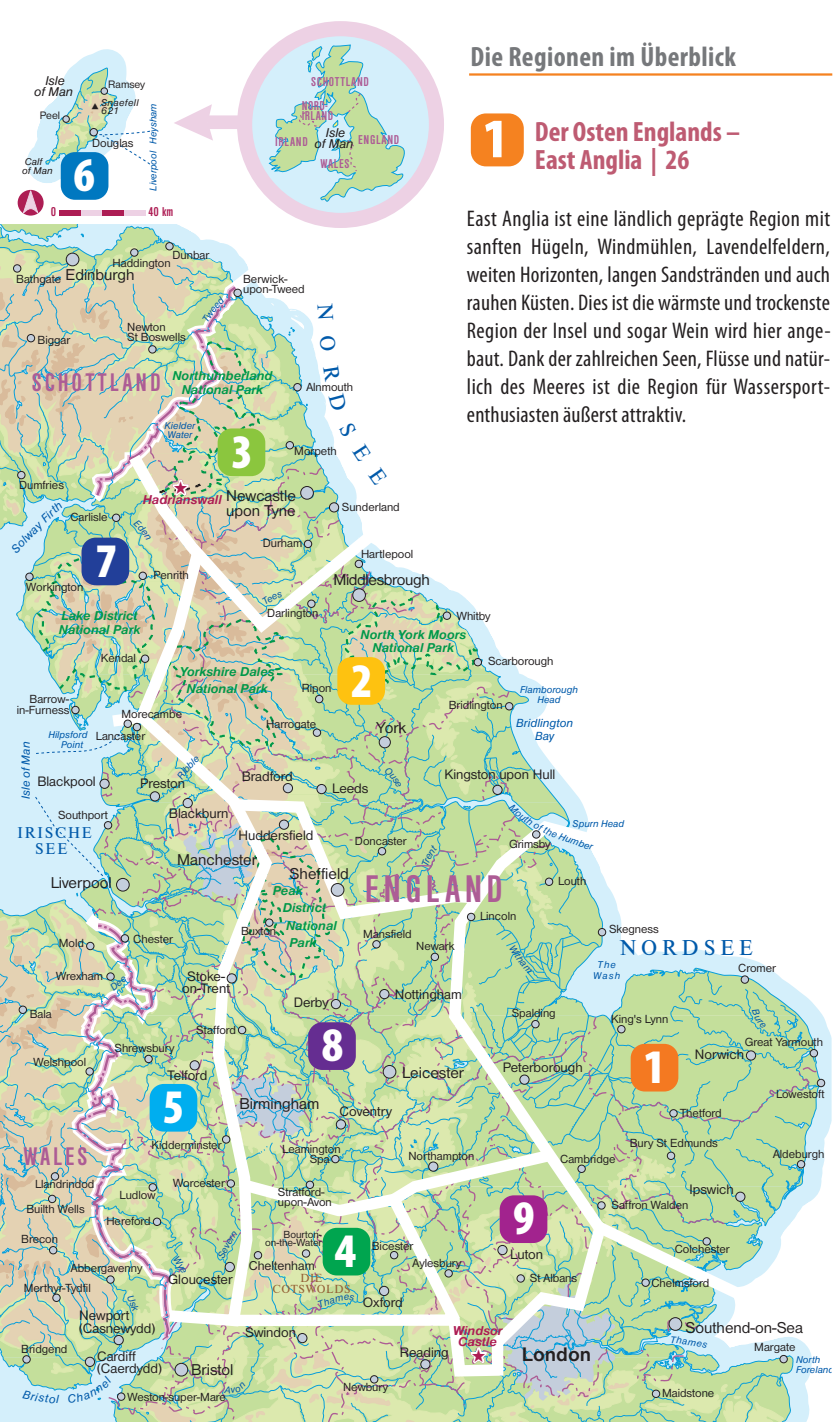 Die Regionen im Überblick
1
Der Osten Englands –
East Anglia | 26
East Anglia ist eine ländlich geprägte Region mit
sanften Hügeln, Windmühlen, Lavendelfeldern,
weiten Horizonten, langen Sandstränden und auch
rauhen Küsten. Dies ist die wärmste und trockenste
Region der Insel und sogar Wein wird hier ange-
baut. Dank der zahlreichen Seen, Flüsse und natür-
lich des Meeres ist die Region für Wassersport-
enthusiasten äußerst attraktiv.
Isle
of Man
Ramsey
Snaefell
621
Peel
Douglas
Calf
of Man
Liverpool
Heysham
6
0
40 km
SCHOTTLAND
NORD-
IRLAND
Isle
of Man
IRLAND
ENGLAND
WALES
Dunbar
Haddington
Edinburgh
Bathgate
Berwick-
upon-Tweed
Tweed
Newton
St Boswells
Biggar
NORDSEE
SCHOTTLAND
Northumberland
National Park
Alnmouth
Kielder
Water
3
Morpeth
Dumfries
Hadrianswall
Newcastle
upon Tyne
Sunderland
Solway Firth
Carlisle
Eden
Durham
7
Hartlepool
Penrith
Middlesbrough
Workington
Tees
Darlington
Whitby
Lake District
National Park
North York Moors
National Park
Kendal
Scarborough
Yorkshire Dales
National Park
2
Ripon
Flamborough
Head
Barrow-
in-Furness
Bridlington
Morecambe
Harrogate
York
Bridlington
Bay
Hilpsford
Point
Lancaster
Isle of Man
Ribble
Blackpool
Preston
Bradford
Leeds
Ouse
Kingston upon Hull
Southport
Blackburn
Mouth of the Humber
Spurn Head
IRISCHE
SEE
Huddersfield
Doncaster
Grimsby
Manchester
Trent
Liverpool
Sheffield
ENGLAND
Louth
Peak
District
National
Park
Lincoln
Chester
Buxton
Mansfield
Skegness
Mold
Newark
NORDSEE
Witham
The
Wash
Cromer
Wrexham
Dee
Stoke-
on-Trent
Derby
Nottingham
Bala
Spalding
King's Lynn
Bure
Stafford
8
Great Yarmouth
Shrewsbury
Norwich
Welshpool
Telford
Leicester
Peterborough
1
Lowestoft
5
Birmingham
Coventry
Thetford
Kidderminster
Leamington
Spa
Bury St Edmunds
WALES
Northampton
Cambridge
Aldeburgh
Llandrindod
Worcester
Stratford-
upon-Avon
Ipswich
Ludlow
Builth Wells
Saffron Walden
Hereford
9
Brecon
Bourton-
on-the-Water
4
Bicester
Luton
Colchester
Wye
Severn
Cheltenham
Aylesbury
Abbergavenny
Gloucester
DIE
COTSWOLDS
St Albans
Chelmsford
Merthyr-Tydfil
Usk
Thames
Oxford
Newport
(Casnewydd)
Swindon
Windsor
Castle
Southend-on-Sea
Thames
Bridgend
Cardiff
(Caerdydd)
Bristol
Reading
London
Margate
North
Foreland
Bristol Channel
Weston-super-Mare
Avon
Newbury
Maidstone